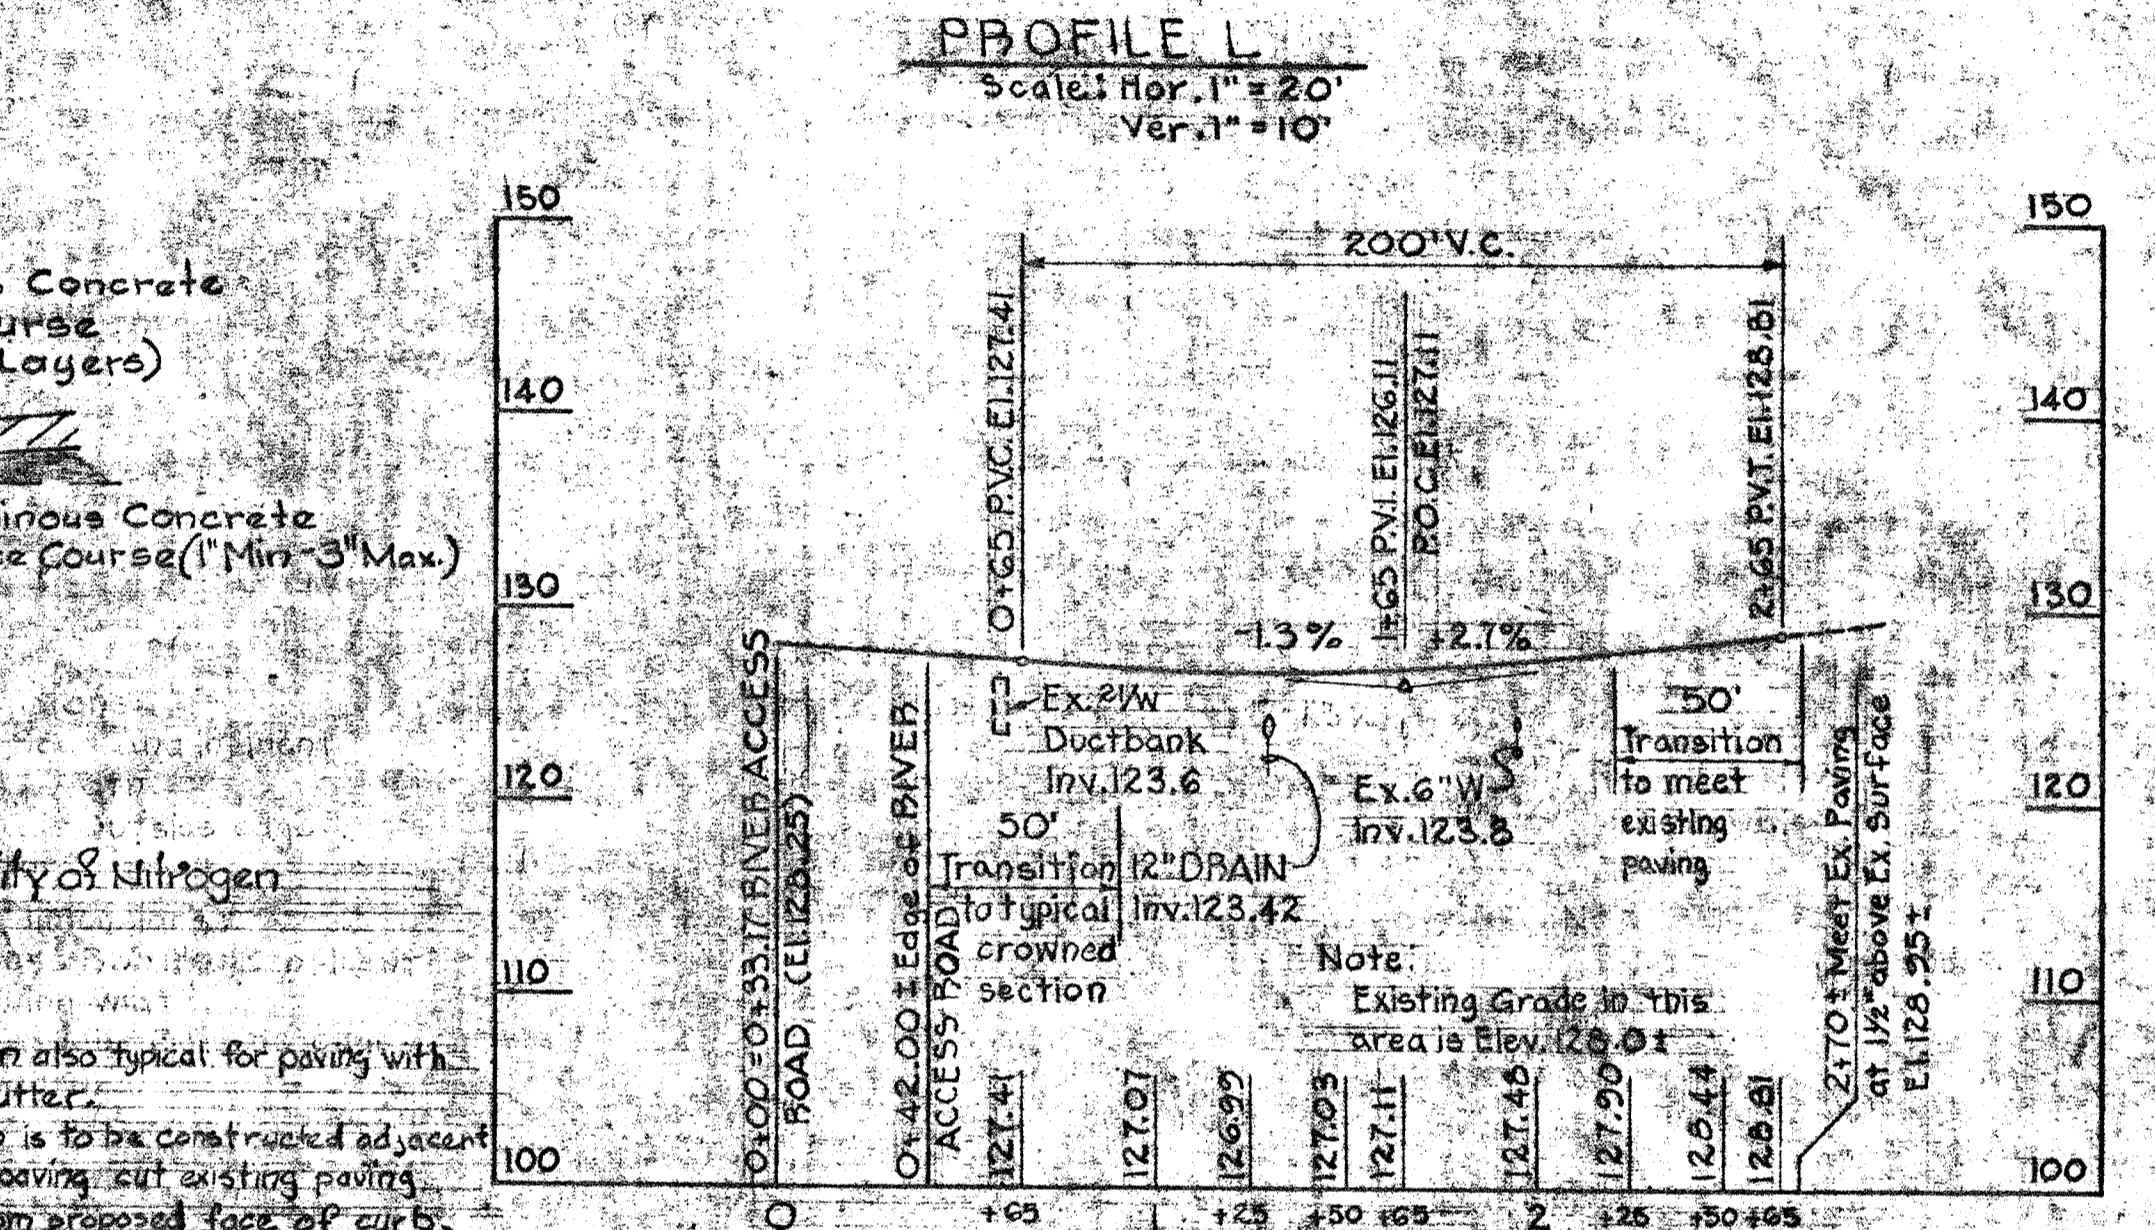 PROFILE L
Scale: Hor. 1" = 20'
Ver. 1" = 10'
150
140
130
120
110
100
Concrete
Layers)
Concrete
Course (1" Min - 3" Max.)
of Nitrogen
also typical for paving with
is to be constructed adjacent
paving cut existing paving
proposed face of curb.
200' V.C.
0+65 P.V.C. El. 127.41
1+65 P.V.I. El. 126.11
P.O.C. El. 127.11
2+65 P.V.T. El. 128.81
-1.3%
+2.7%
0+00 = 0+33.17 RIVER ACCESS
ROAD (El. 128.25)
0+42.00 ± Edge of RIVER
ACCESS ROAD
Ductbank
Inv. 123.6
50'
Transition
to typical
crowned
section
12" DRAIN
Inv. 123.42
Ex. 6" W
Inv. 123.8
50'
Transition
to meet
existing
paving
2+70 ± Meet Ex. Paving
at 1½" above Ex. Surface
El. 128.95 ±
Note:
Existing Grade in this
area is Elev. 128.0 ±
127.41
127.07
126.99
127.03
127.11
127.48
127.90
128.44
128.81
0
+65
1
+25
+50
+65
2
+25
+50
+65
150
140
130
120
110
100